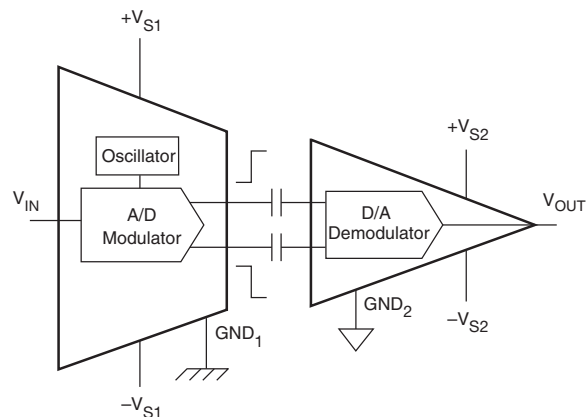 +V_S1
Oscillator
V_IN
A/D
Modulator
+V_S2
D/A
Demodulator
V_OUT
GND_1
GND_2
–V_S1
–V_S2